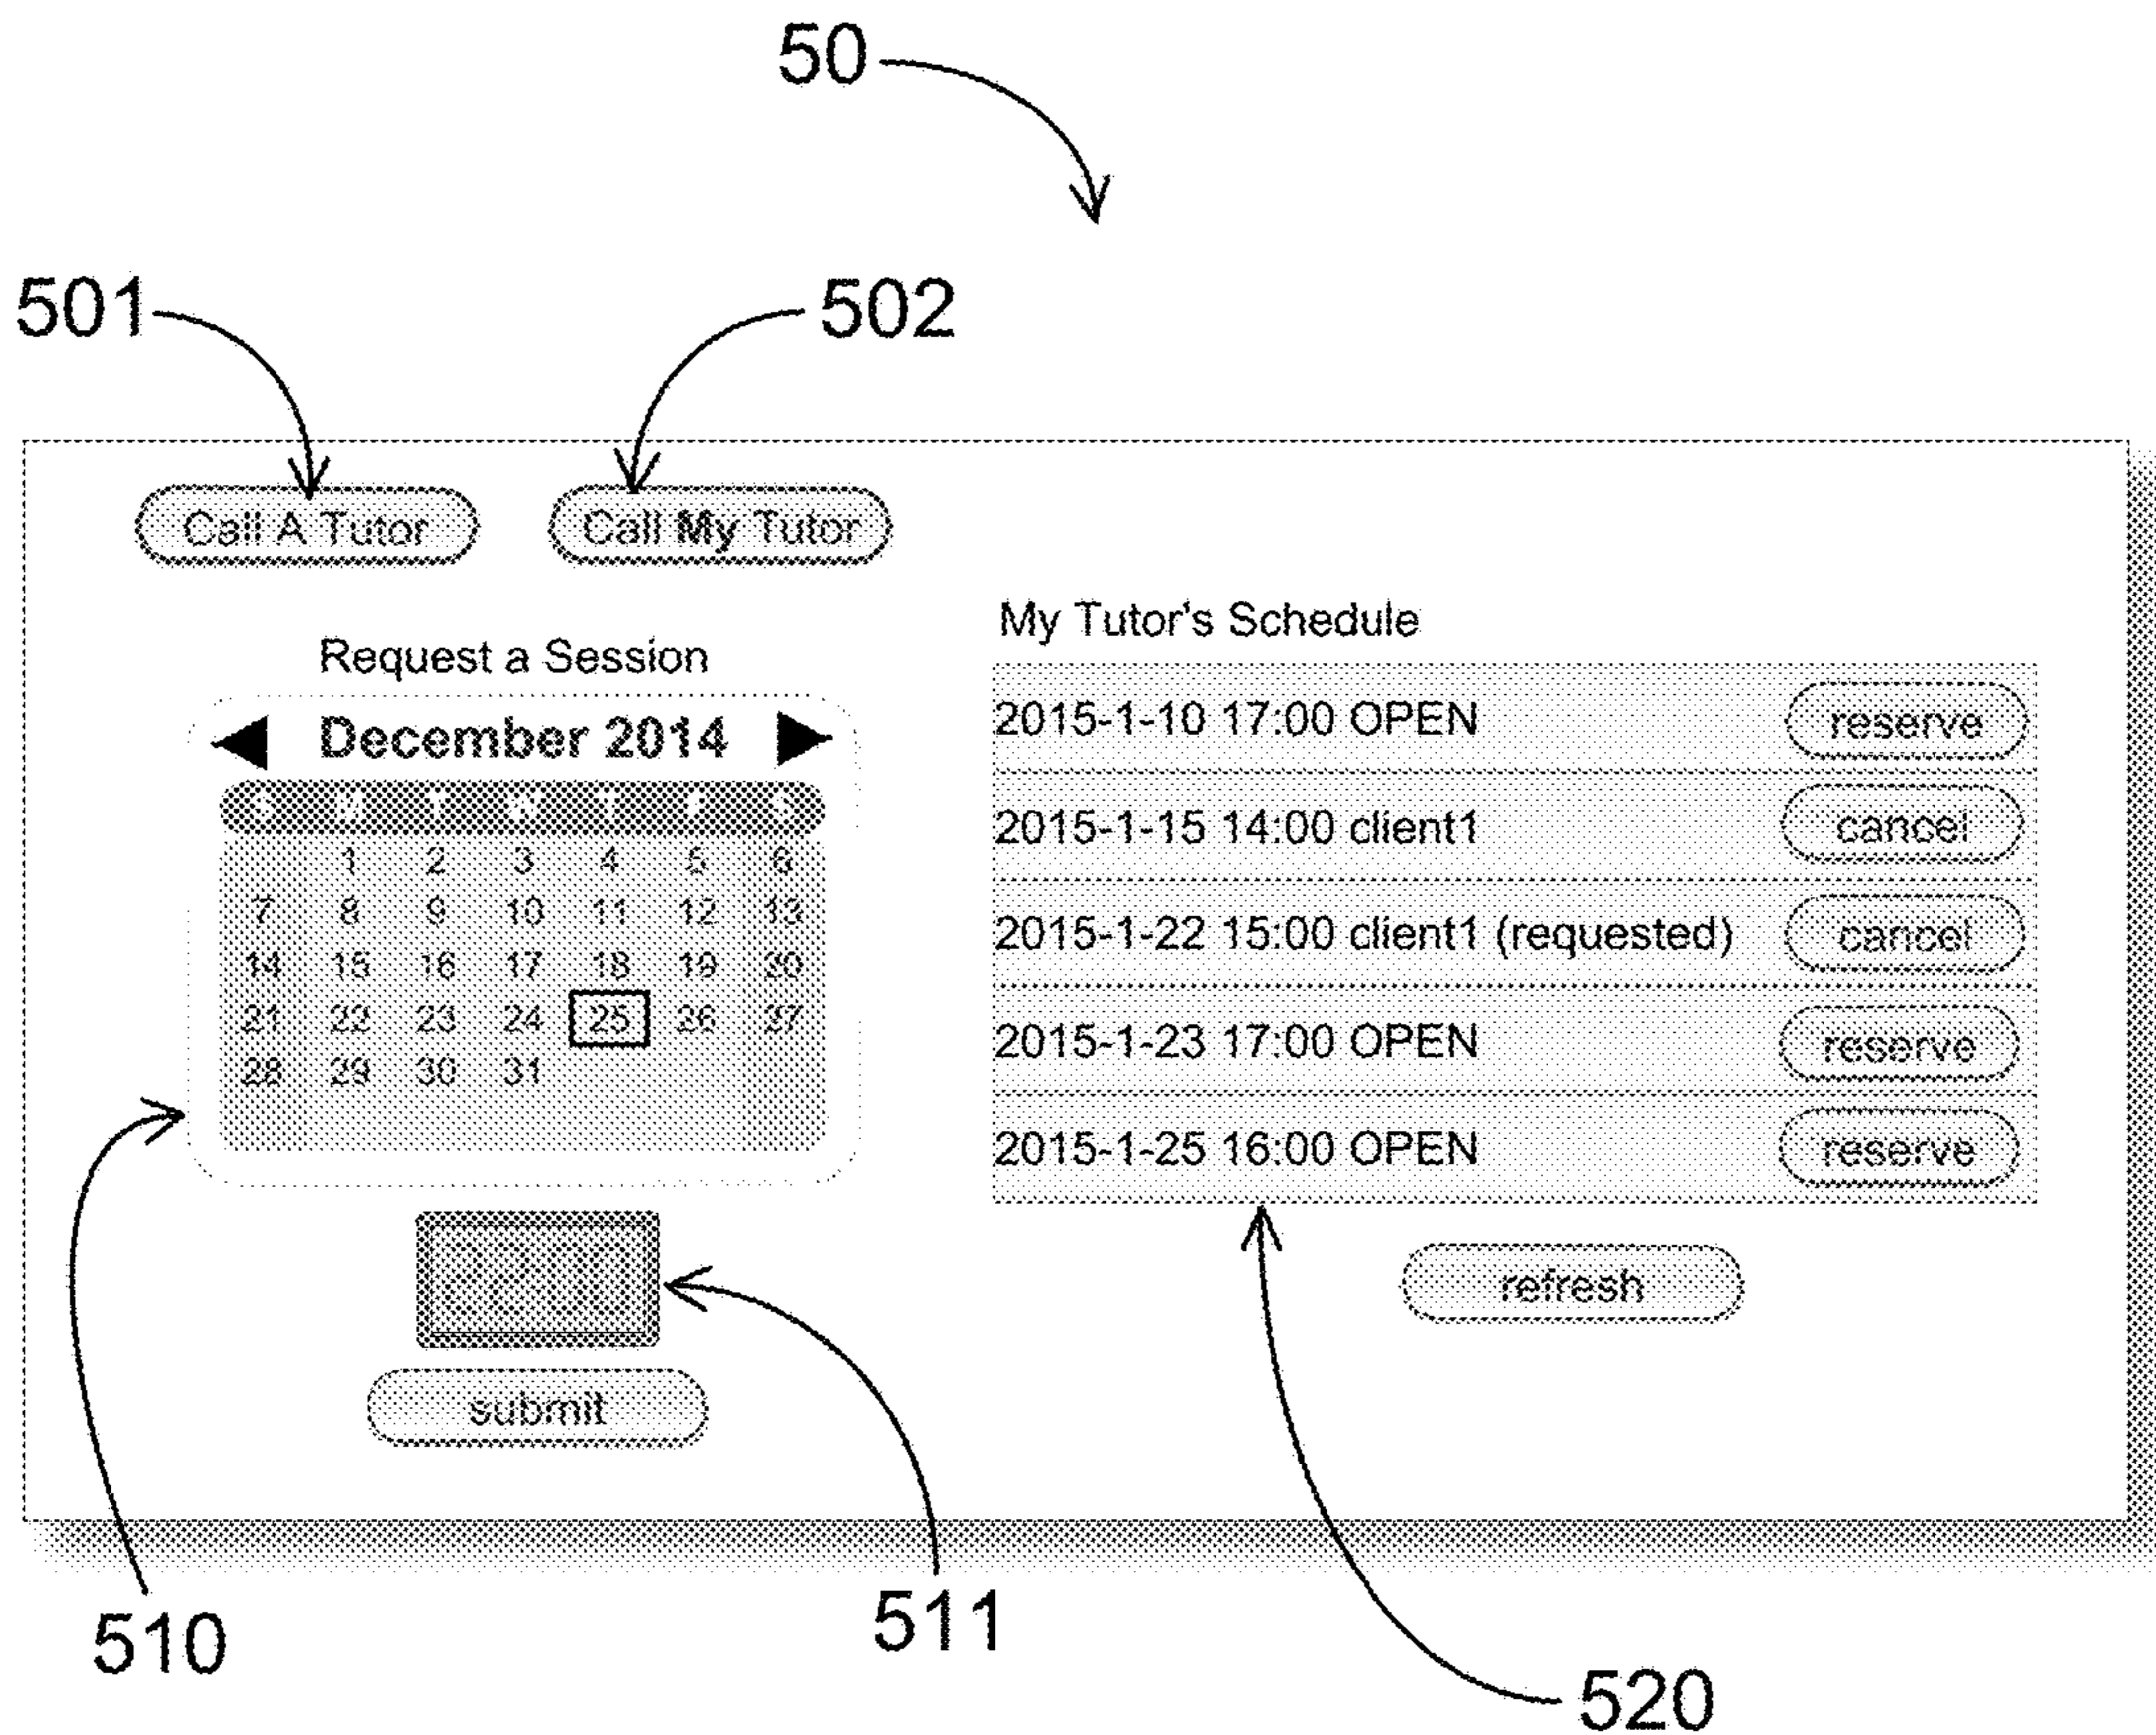 50
501
502
Call A Tutor
Call My Tutor
Request a Session
December 2014
S M T W T F S
1 2 3 4 5 6
7 8 9 10 11 12 13
14 15 16 17 18 19 20
21 22 23 24 25 26 27
28 29 30 31
submit
My Tutor's Schedule
2015-1-10 17:00 OPEN reserve
2015-1-15 14:00 client1 cancel
2015-1-22 15:00 client1 (requested) cancel
2015-1-23 17:00 OPEN reserve
2015-1-25 16:00 OPEN reserve
refresh
510
511
520